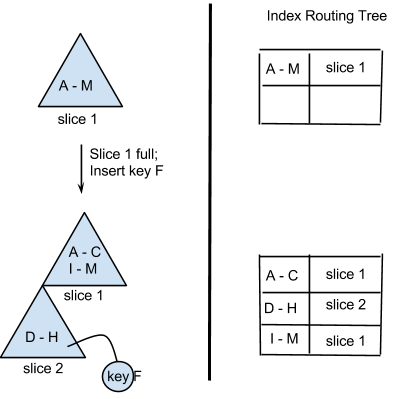 Index Routing Tree
A - M
slice 1
A - M
slice 1
Slice 1 full;
Insert key F
A - C
I - M
slice 1
D - H
slice 2
key F
A - C
slice 1
D - H
slice 2
I - M
slice 1